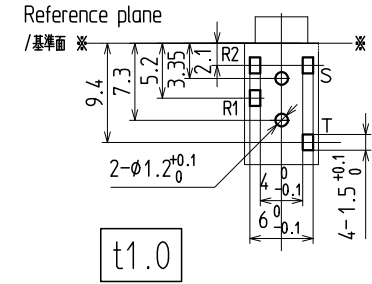 Reference plane
/基準面 ※
※
9.4
7.3
5.2
3.35
2.1
R2
S
R1
T
2-ø1.2+0.1 0
4 0 -0.1
6 0 -0.1
4-1.5+0.1 0
t1.0